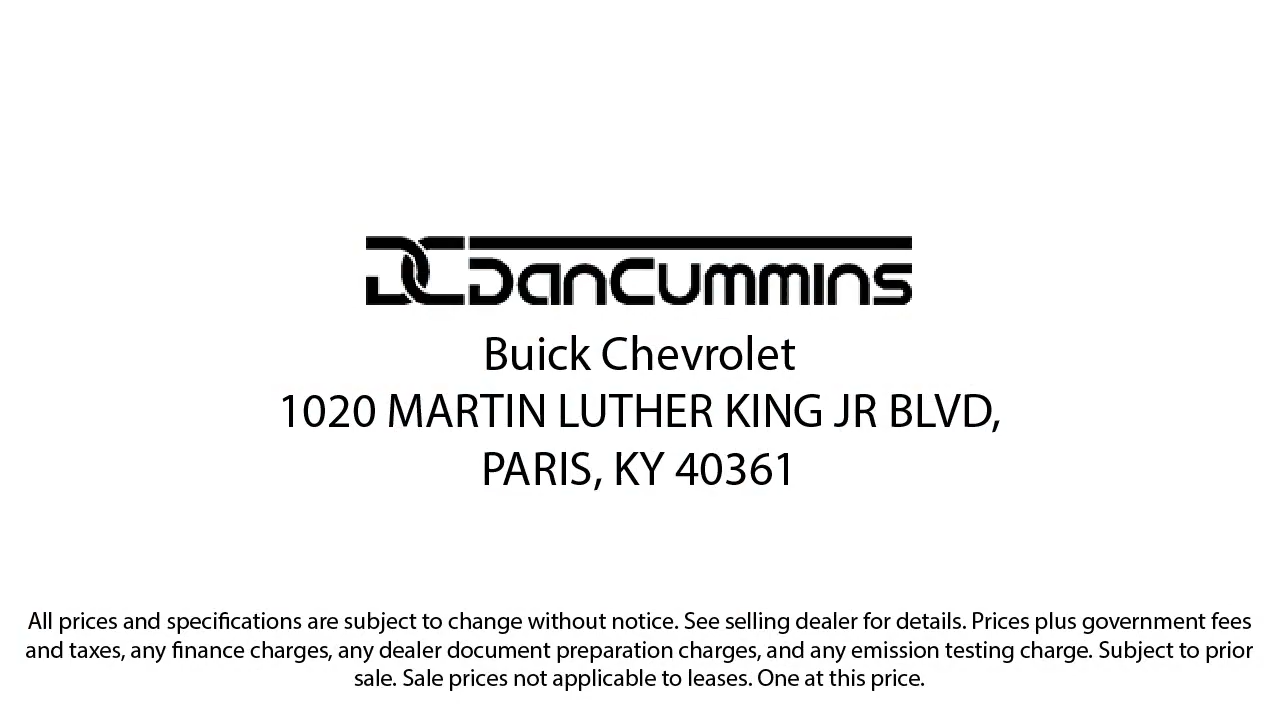 DC DanCummins
Buick Chevrolet
1020 MARTIN LUTHER KING JR BLVD,
PARIS, KY 40361
All prices and specifications are subject to change without notice. See selling dealer for details. Prices plus government fees
and taxes, any finance charges, any dealer document preparation charges, and any emission testing charge. Subject to prior
sale. Sale prices not applicable to leases. One at this price.